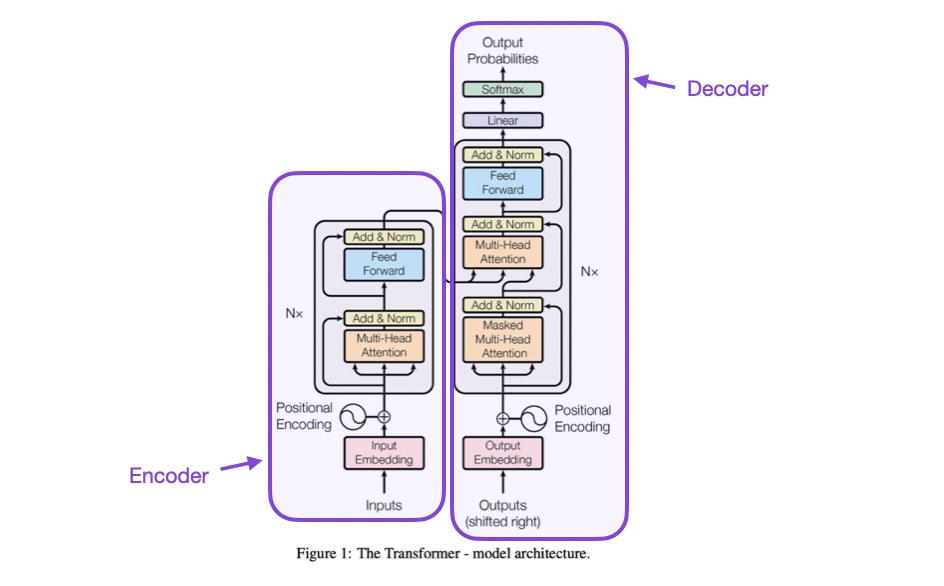 Output
Probabilities
Softmax
Linear
Add & Norm
Feed
Forward
Add & Norm
Multi-Head
Attention
Nx
Add & Norm
Masked
Multi-Head
Attention
Positional
Encoding
Output
Embedding
Outputs
(shifted right)
Decoder
Add & Norm
Feed
Forward
Nx
Add & Norm
Multi-Head
Attention
Positional
Encoding
Input
Embedding
Inputs
Encoder
Figure 1: The Transformer - model architecture.